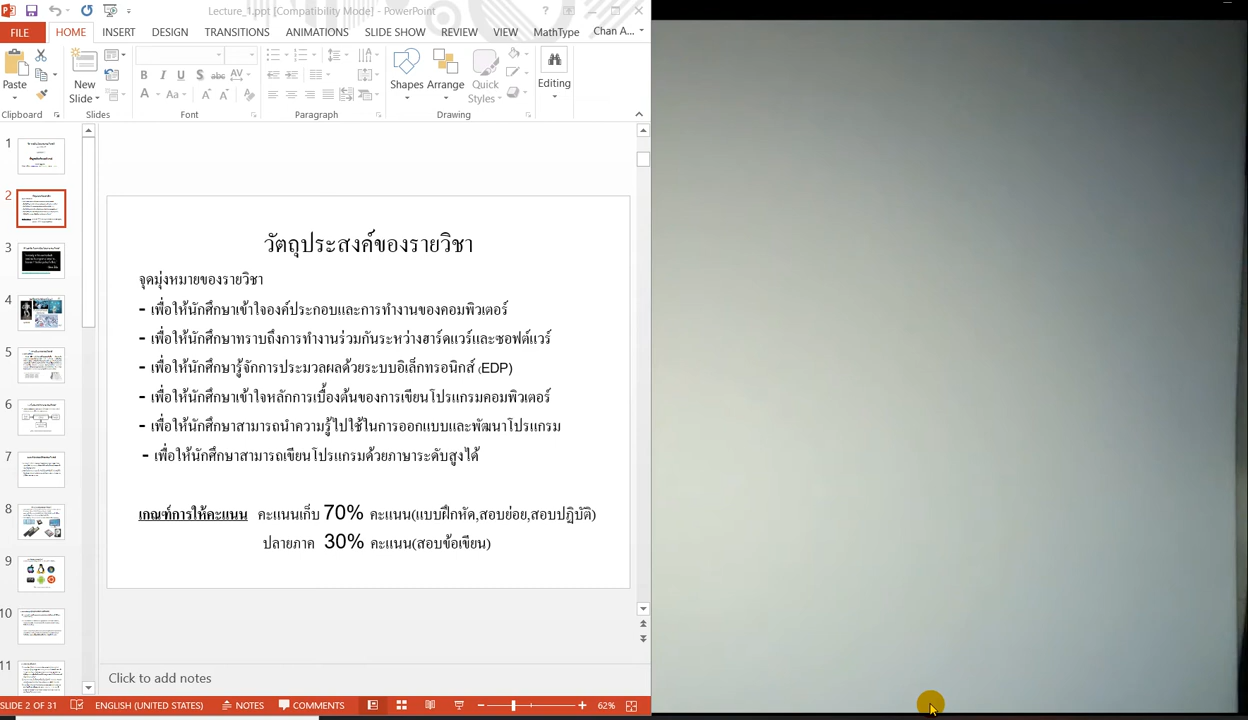 Lecture_1.ppt [Compatibility Mode] - PowerPoint
FILE HOME INSERT DESIGN TRANSITIONS ANIMATIONS SLIDE SHOW REVIEW VIEW MathType Chan A...
Paste New Slide Shapes Arrange Quick Styles Editing
Clipboard Slides Font Paragraph Drawing
1
2
3
4
5
6
7
8
9
10
11
วัตถุประสงค์ของรายวิชา
จุดมุ่งหมายของรายวิชา
- เพื่อให้นักศึกษาเข้าใจองค์ประกอบและการทำงานของคอมพิวเตอร์
- เพื่อให้นักศึกษาทราบถึงการทำงานร่วมกันระหว่างฮาร์ดแวร์และซอฟต์แวร์
- เพื่อให้นักศึกษารู้จักการประมวลผลด้วยระบบอิเล็กทรอนิกส์ (EDP)
- เพื่อให้นักศึกษาเข้าใจหลักการเบื้องต้นของการเขียนโปรแกรมคอมพิวเตอร์
- เพื่อให้นักศึกษาสามารถนำความรู้ไปใช้ในการออกแบบและพัฒนาโปรแกรม
- เพื่อให้นักศึกษาสามารถเขียนโปรแกรมด้วยภาษาระดับสูงได้
เกณฑ์การให้คะแนน คะแนนเก็บ 70% คะแนน(แบบฝึกหัด,สอบย่อย,สอบปฏิบัติ)
ปลายภาค 30% คะแนน(สอบข้อเขียน)
Click to add notes
SLIDE 2 OF 31 ENGLISH (UNITED STATES) NOTES COMMENTS 62%